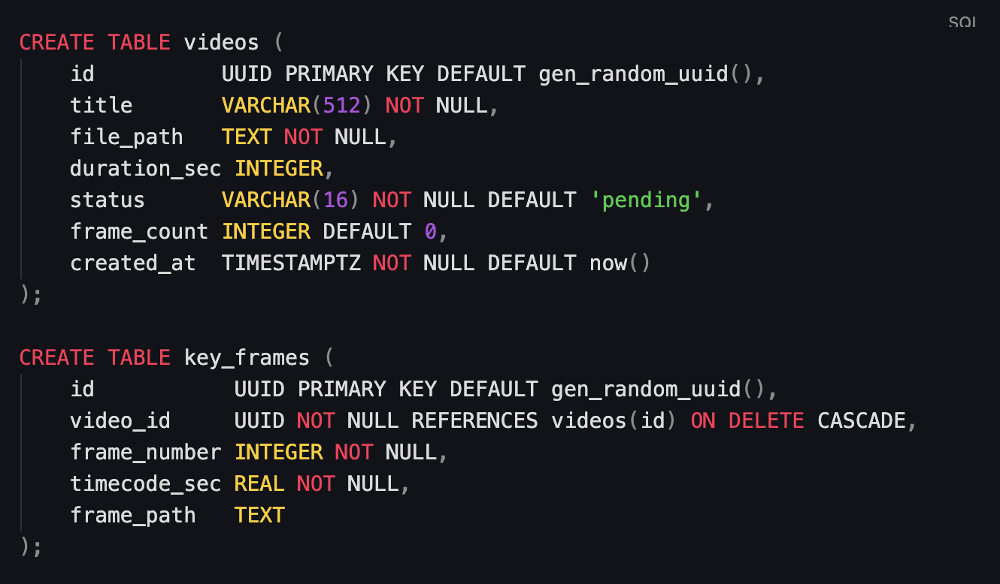 SQL
CREATE TABLE videos (
    id          UUID PRIMARY KEY DEFAULT gen_random_uuid(),
    title       VARCHAR(512) NOT NULL,
    file_path   TEXT NOT NULL,
    duration_sec INTEGER,
    status      VARCHAR(16) NOT NULL DEFAULT 'pending',
    frame_count INTEGER DEFAULT 0,
    created_at  TIMESTAMPTZ NOT NULL DEFAULT now()
);

CREATE TABLE key_frames (
    id           UUID PRIMARY KEY DEFAULT gen_random_uuid(),
    video_id     UUID NOT NULL REFERENCES videos(id) ON DELETE CASCADE,
    frame_number INTEGER NOT NULL,
    timecode_sec REAL NOT NULL,
    frame_path   TEXT
);